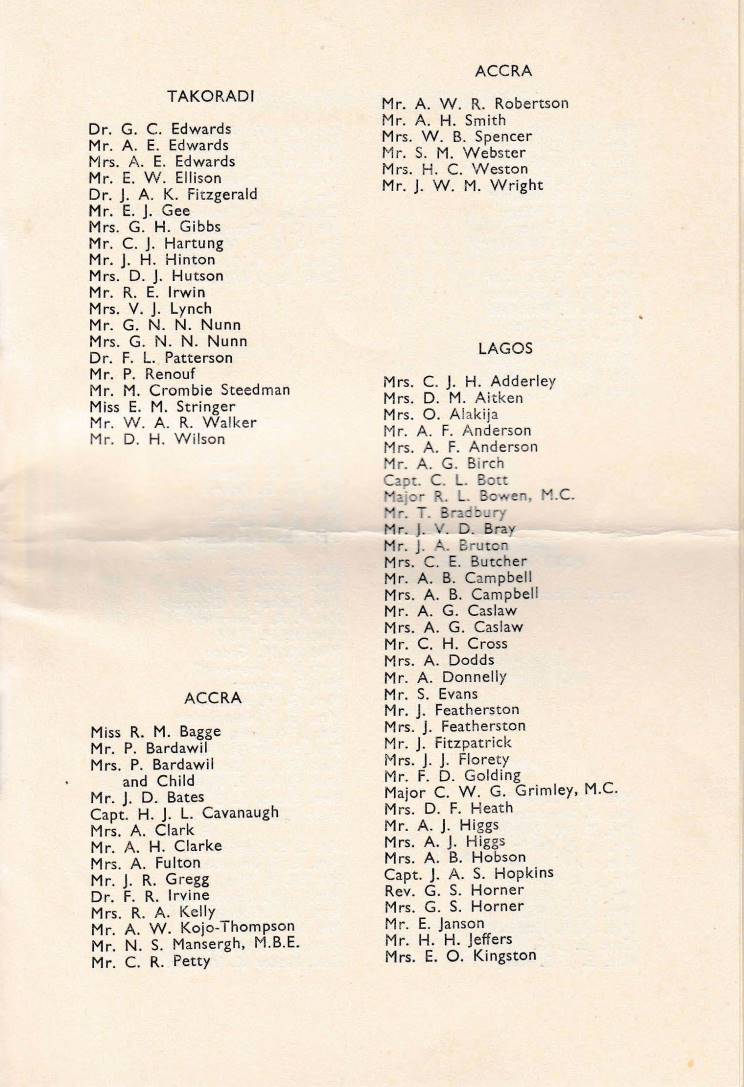 TAKORADI
Dr. G. C. Edwards
Mr. A. E. Edwards
Mrs. A. E. Edwards
Mr. E. W. Ellison
Dr. J. A. K. Fitzgerald
Mr. E. J. Gee
Mrs. G. H. Gibbs
Mr. C. J. Hartung
Mr. J. H. Hinton
Mrs. D. J. Hutson
Mr. R. E. Irwin
Mrs. V. J. Lynch
Mr. G. N. N. Nunn
Mrs. G. N. N. Nunn
Dr. F. L. Patterson
Mr. P. Renouf
Mr. M. Crombie Steedman
Miss E. M. Stringer
Mr. W. A. R. Walker
Mr. D. H. Wilson
ACCRA
Miss R. M. Bagge
Mr. P. Bardawil
Mrs. P. Bardawil
and Child
Mr. J. D. Bates
Capt. H. J. L. Cavanaugh
Mrs. A. Clark
Mr. A. H. Clarke
Mrs. A. Fulton
Mr. J. R. Gregg
Dr. F. R. Irvine
Mrs. R. A. Kelly
Mr. A. W. Kojo-Thompson
Mr. N. S. Mansergh, M.B.E.
Mr. C. R. Petty
ACCRA
Mr. A. W. R. Robertson
Mr. A. H. Smith
Mrs. W. B. Spencer
Mr. S. M. Webster
Mrs. H. C. Weston
Mr. J. W. M. Wright
LAGOS
Mrs. C. J. H. Adderley
Mrs. D. M. Aitken
Mrs. O. Alakija
Mr. A. F. Anderson
Mrs. A. F. Anderson
Mr. A. G. Birch
Capt. C. L. Bott
Major R. L. Bowen, M.C.
Mr. T. Bradbury
Mr. J. V. D. Bray
Mr. J. A. Bruton
Mrs. C. E. Butcher
Mr. A. B. Campbell
Mrs. A. B. Campbell
Mr. A. G. Caslaw
Mrs. A. G. Caslaw
Mr. C. H. Cross
Mrs. A. Dodds
Mr. A. Donnelly
Mr. S. Evans
Mr. J. Featherston
Mrs. J. Featherston
Mr. J. Fitzpatrick
Mrs. J. J. Florety
Mr. F. D. Golding
Major C. W. G. Grimley, M.C.
Mrs. D. F. Heath
Mr. A. J. Higgs
Mrs. A. J. Higgs
Mrs. A. B. Hobson
Capt. J. A. S. Hopkins
Rev. G. S. Horner
Mrs. G. S. Horner
Mr. E. Janson
Mr. H. H. Jeffers
Mrs. E. O. Kingston